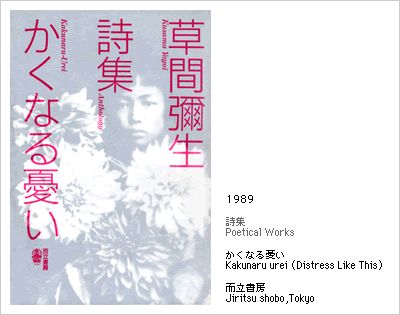 草間彌生
Kusama Yayoi
詩集
Anthology
かくなる憂い
Kakunaru-Urei
而立書房
1989
詩集
Poetical Works
かくなる憂い
Kakunaru urei (Distress Like This)
而立書房
Jiritsu shobo,Tokyo